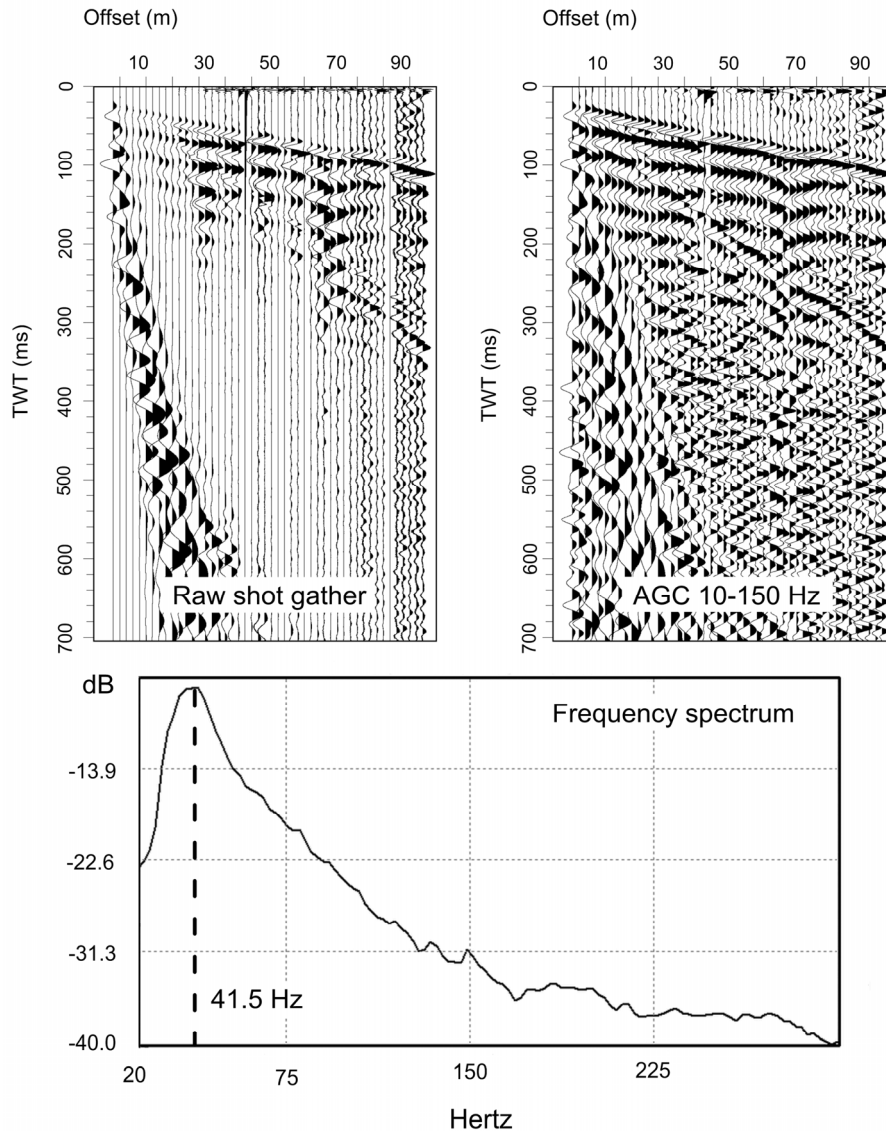 Offset (m)
10 30 50 70 90
0
100
200
300
400
500
600
700
TWT (ms)
Raw shot gather
Offset (m)
10 30 50 70 90
0
100
200
300
400
500
600
700
TWT (ms)
AGC 10-150 Hz
dB
Frequency spectrum
-13.9
-22.6
-31.3
-40.0
41.5 Hz
20 75 150 225
Hertz